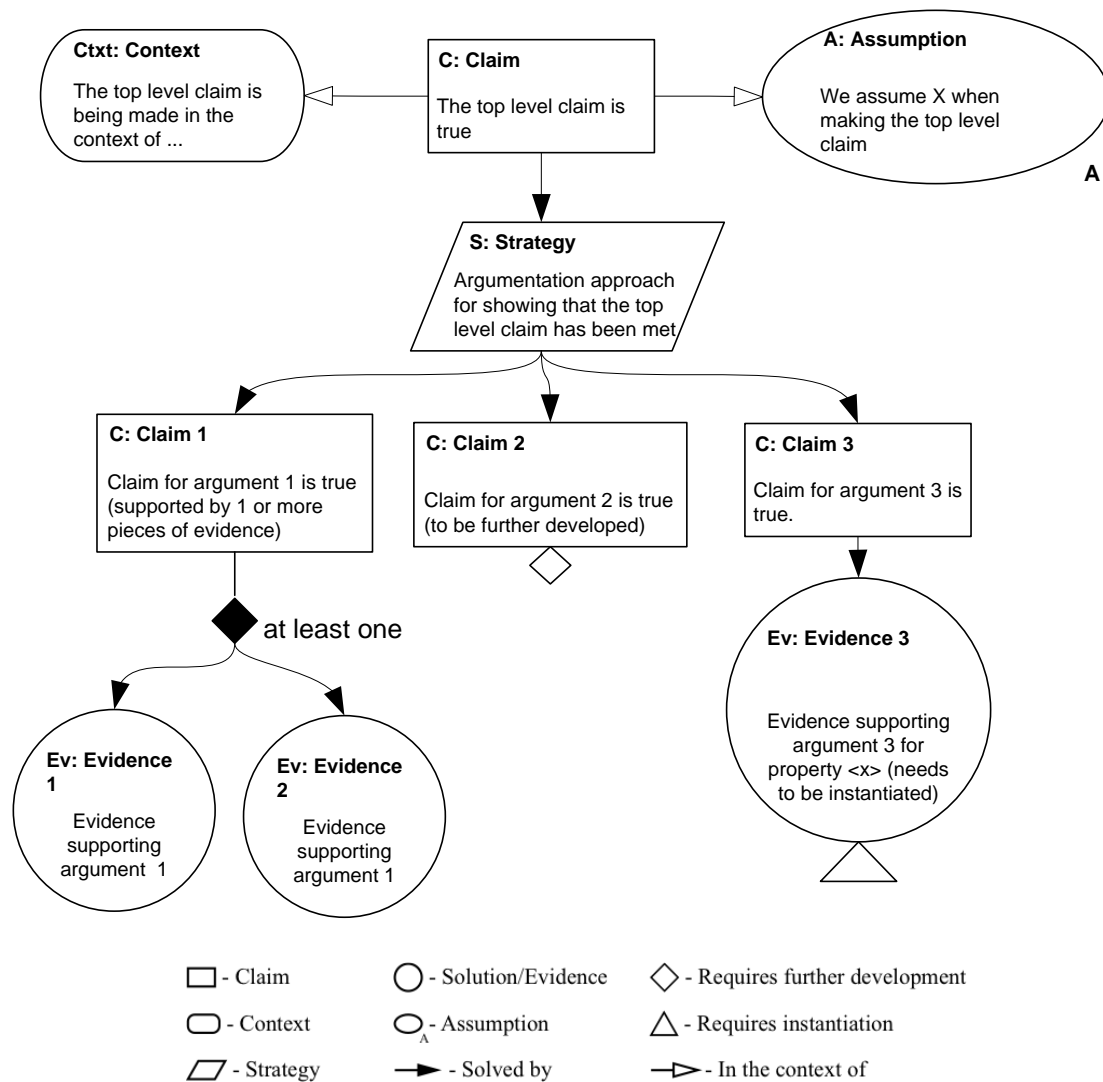 Ctxt: Context
The top level claim is
being made in the
context of ...
C: Claim
The top level claim is
true
A: Assumption
We assume X when
making the top level
claim
A
S: Strategy
Argumentation approach
for showing that the top
level claim has been met
C: Claim 1
Claim for argument 1 is true
(supported by 1 or more
pieces of evidence)
C: Claim 2
Claim for argument 2 is true
(to be further developed)
C: Claim 3
Claim for argument 3 is
true.
at least one
Ev: Evidence
1
Evidence
supporting
argument 1
Ev: Evidence
2
Evidence
supporting
argument 1
Ev: Evidence 3
Evidence supporting
argument 3 for
property <x> (needs
to be instantiated)
- Claim
- Solution/Evidence
- Requires further development
- Context
A
- Assumption
- Requires instantiation
- Strategy
- Solved by
- In the context of